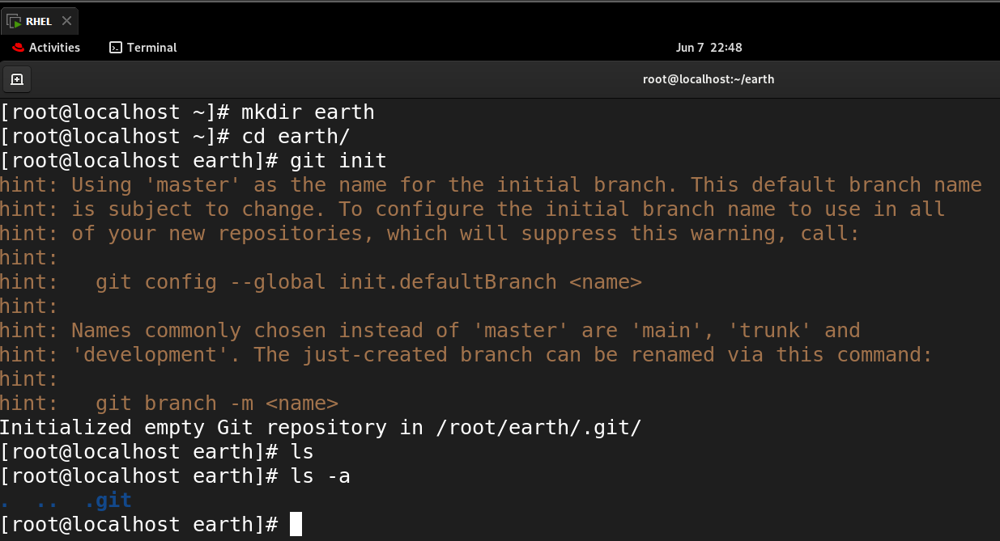 RHEL
Activities Terminal Jun 7 22:48
root@localhost:~/earth
[root@localhost ~]# mkdir earth
[root@localhost ~]# cd earth/
[root@localhost earth]# git init
hint: Using 'master' as the name for the initial branch. This default branch name
hint: is subject to change. To configure the initial branch name to use in all
hint: of your new repositories, which will suppress this warning, call:
hint:
hint:   git config --global init.defaultBranch <name>
hint:
hint: Names commonly chosen instead of 'master' are 'main', 'trunk' and
hint: 'development'. The just-created branch can be renamed via this command:
hint:
hint:   git branch -m <name>
Initialized empty Git repository in /root/earth/.git/
[root@localhost earth]# ls
[root@localhost earth]# ls -a
.  ..  .git
[root@localhost earth]#